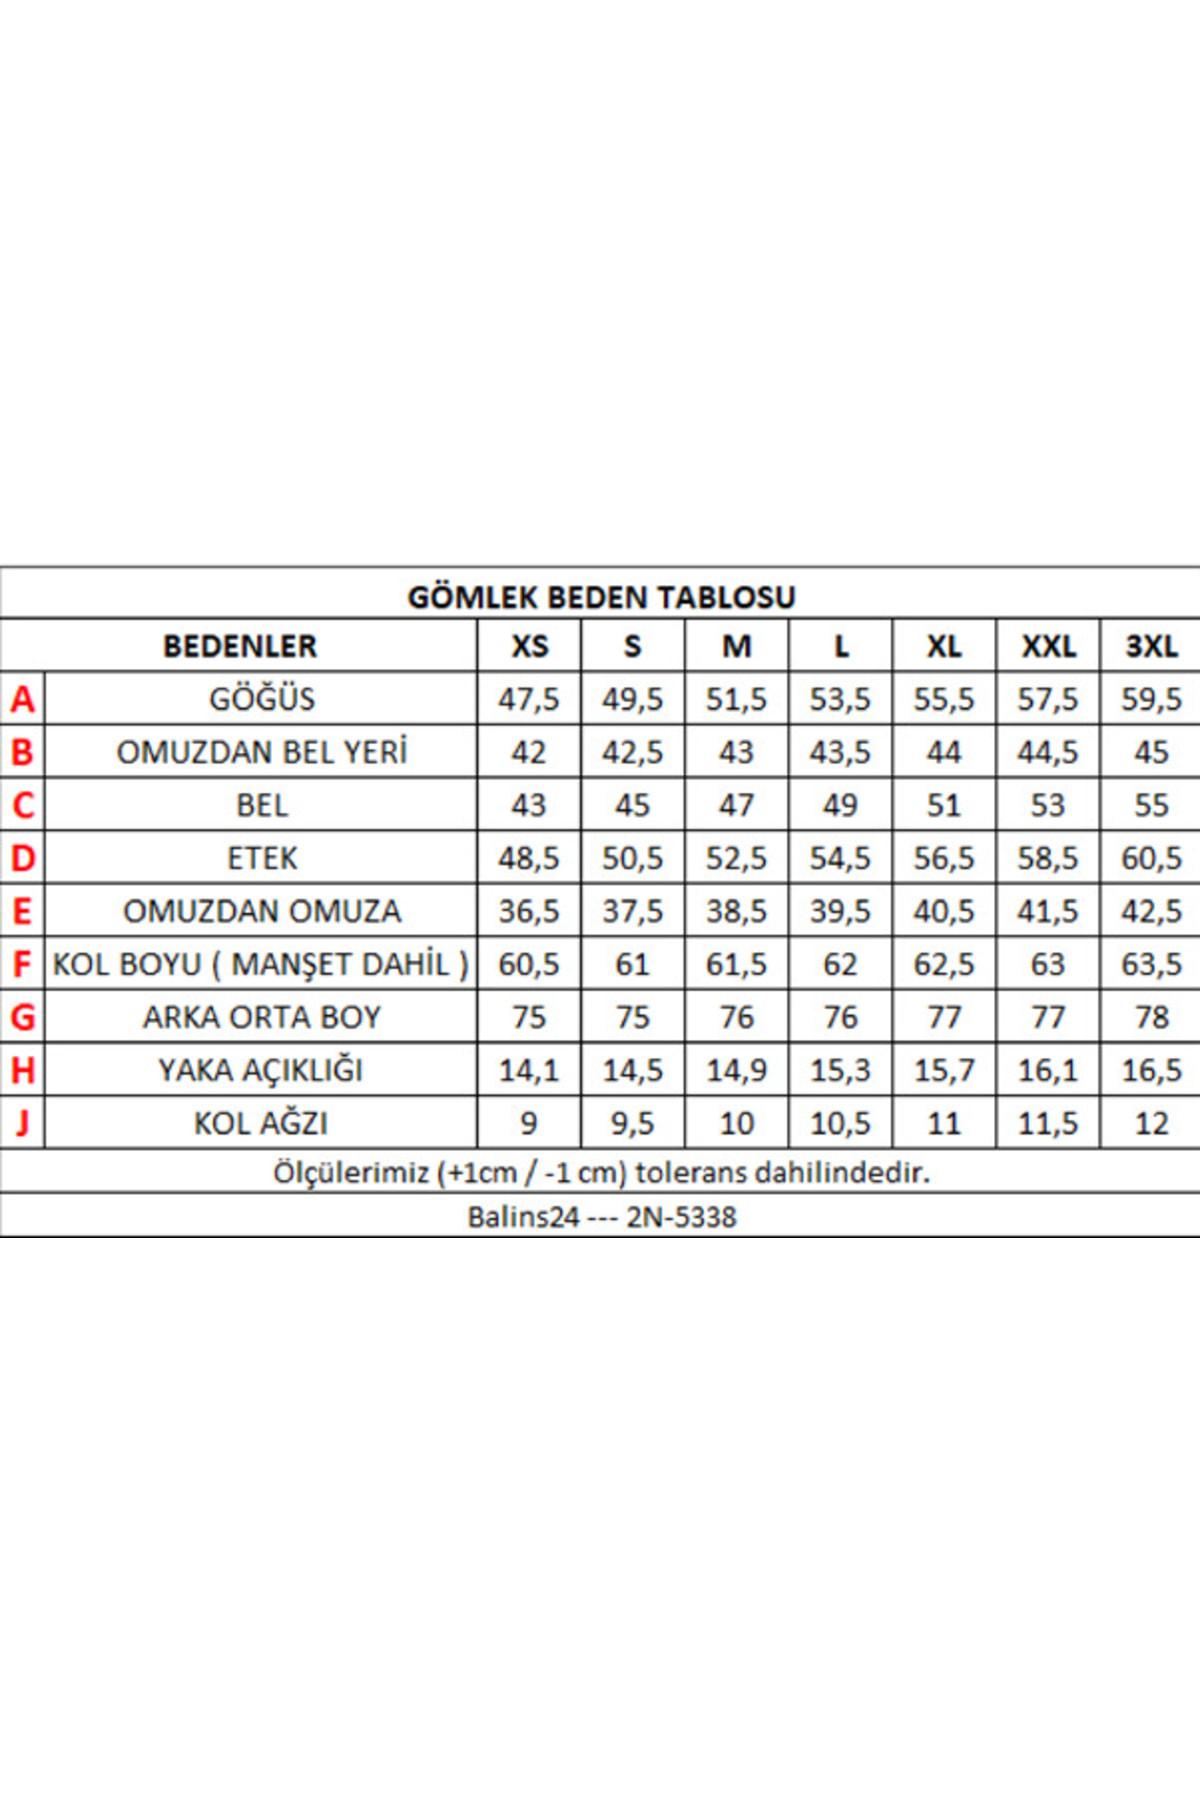 GÖMLEK BEDEN TABLOSU
BEDENLER XS S M L XL XXL 3XL
A GÖĞÜS 47,5 49,5 51,5 53,5 55,5 57,5 59,5
B OMUZDAN BEL YERİ 42 42,5 43 43,5 44 44,5 45
C BEL 43 45 47 49 51 53 55
D ETEK 48,5 50,5 52,5 54,5 56,5 58,5 60,5
E OMUZDAN OMUZA 36,5 37,5 38,5 39,5 40,5 41,5 42,5
F KOL BOYU ( MANŞET DAHİL ) 60,5 61 61,5 62 62,5 63 63,5
G ARKA ORTA BOY 75 75 76 76 77 77 78
H YAKA AÇIKLIĞI 14,1 14,5 14,9 15,3 15,7 16,1 16,5
J KOL AĞZI 9 9,5 10 10,5 11 11,5 12
Ölçülerimiz (+1cm / -1 cm) tolerans dahilindedir.
Balins24 --- 2N-5338